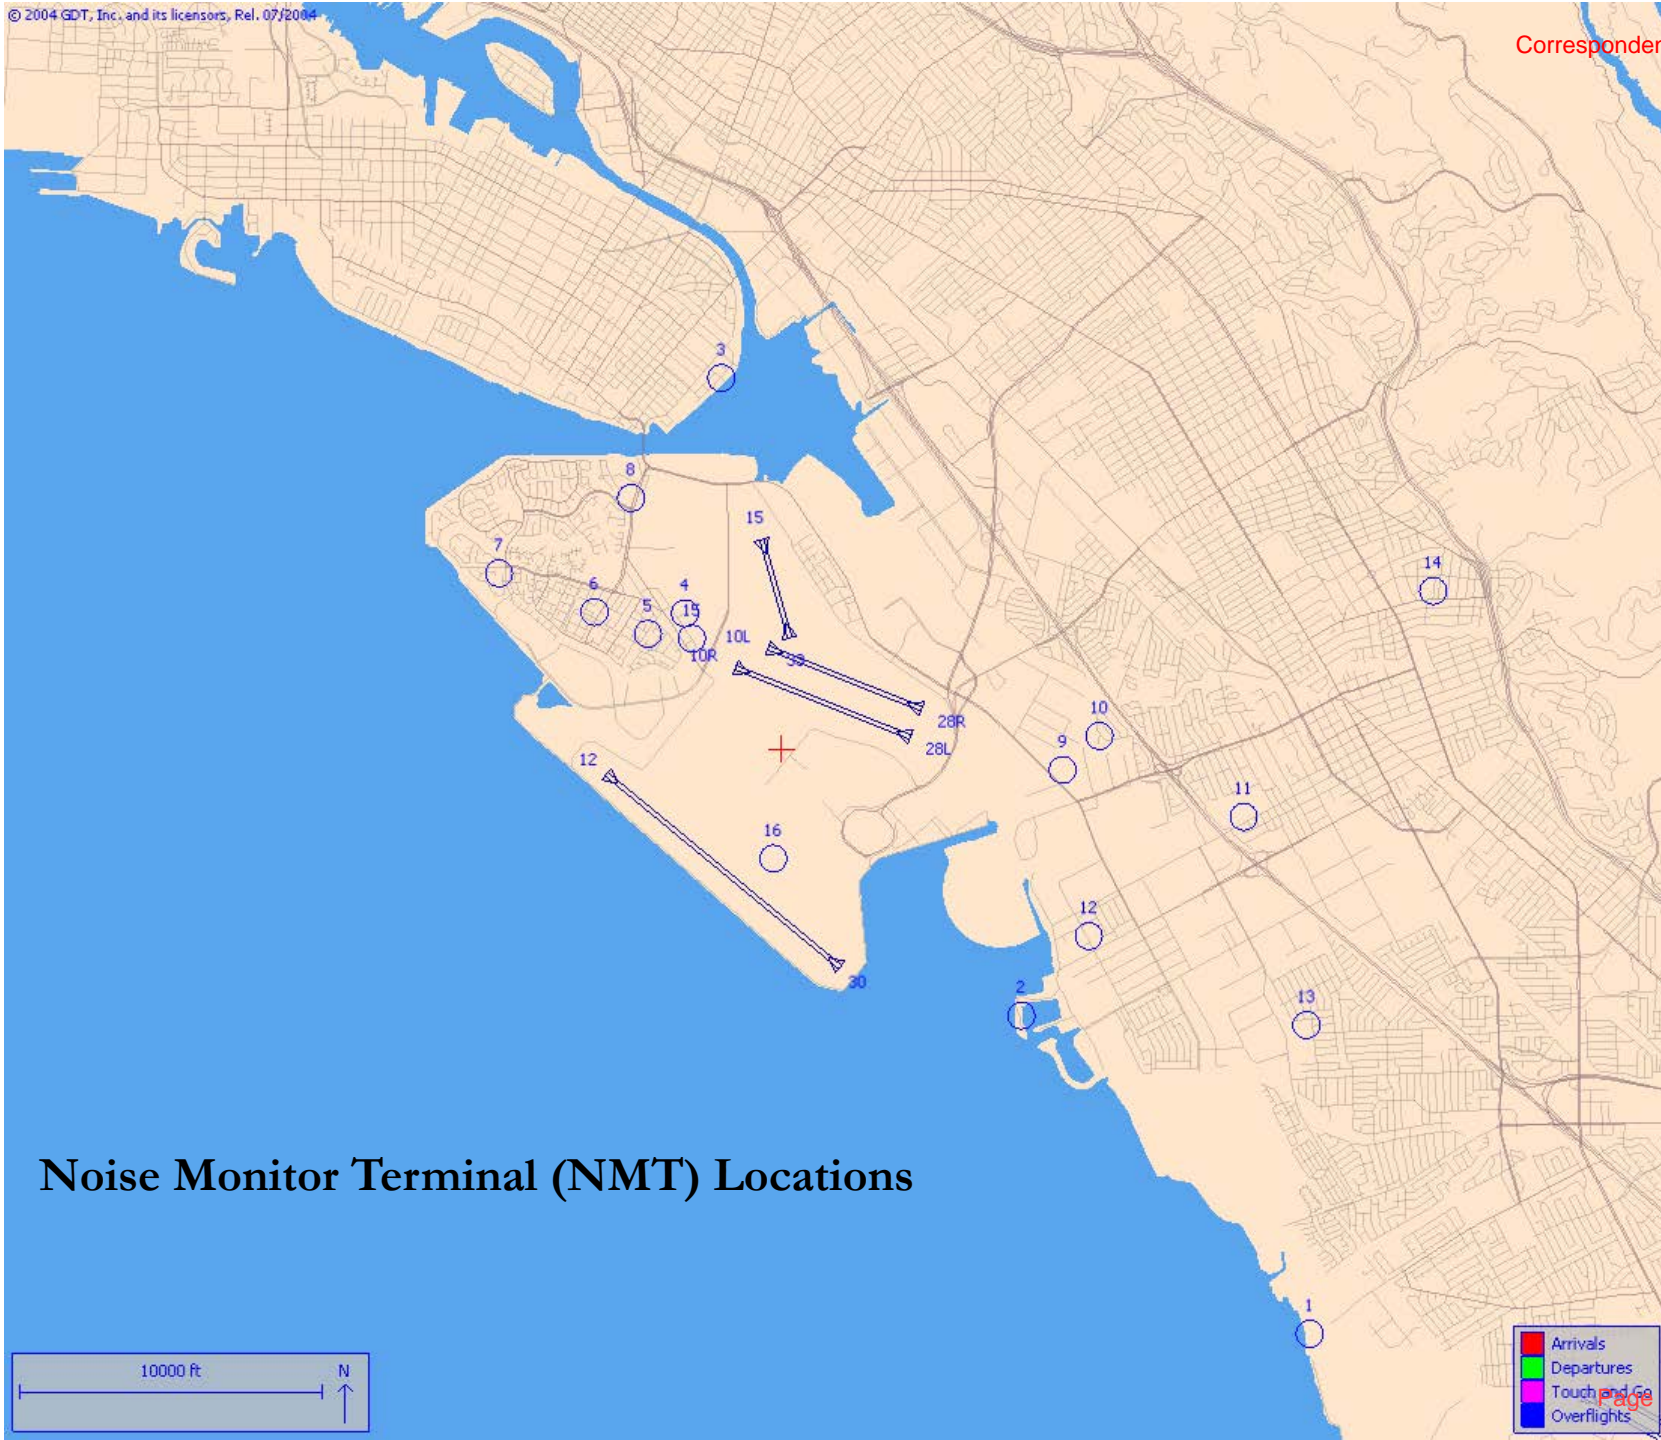 © 2004 GDT, Inc. and its licensors, Rel. 07/2004
Corresponden
3
8
15
7
6
4
14
5
15
10L
10R
33
10
28R
9
28L
12
11
16
12
30
2
13
Noise Monitor Terminal (NMT) Locations
1
10000 ft
N
Arrivals
Departures
Touch and Go
Page
Overflights